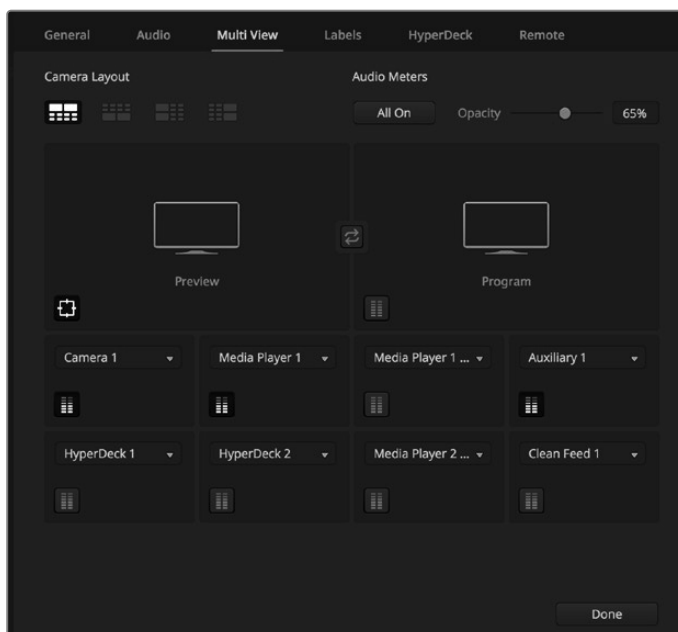 General Audio Multi View Labels HyperDeck Remote
Camera Layout Audio Meters
All On Opacity 65%
Preview Program
Camera 1 Media Player 1 Media Player 1 ... Auxiliary 1
HyperDeck 1 HyperDeck 2 Media Player 2 ... Clean Feed 1
Done